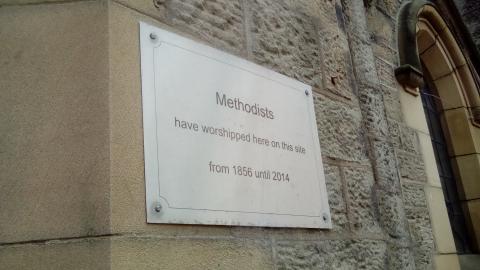 Methodists
have worshipped here on this site
from 1856 until 2014